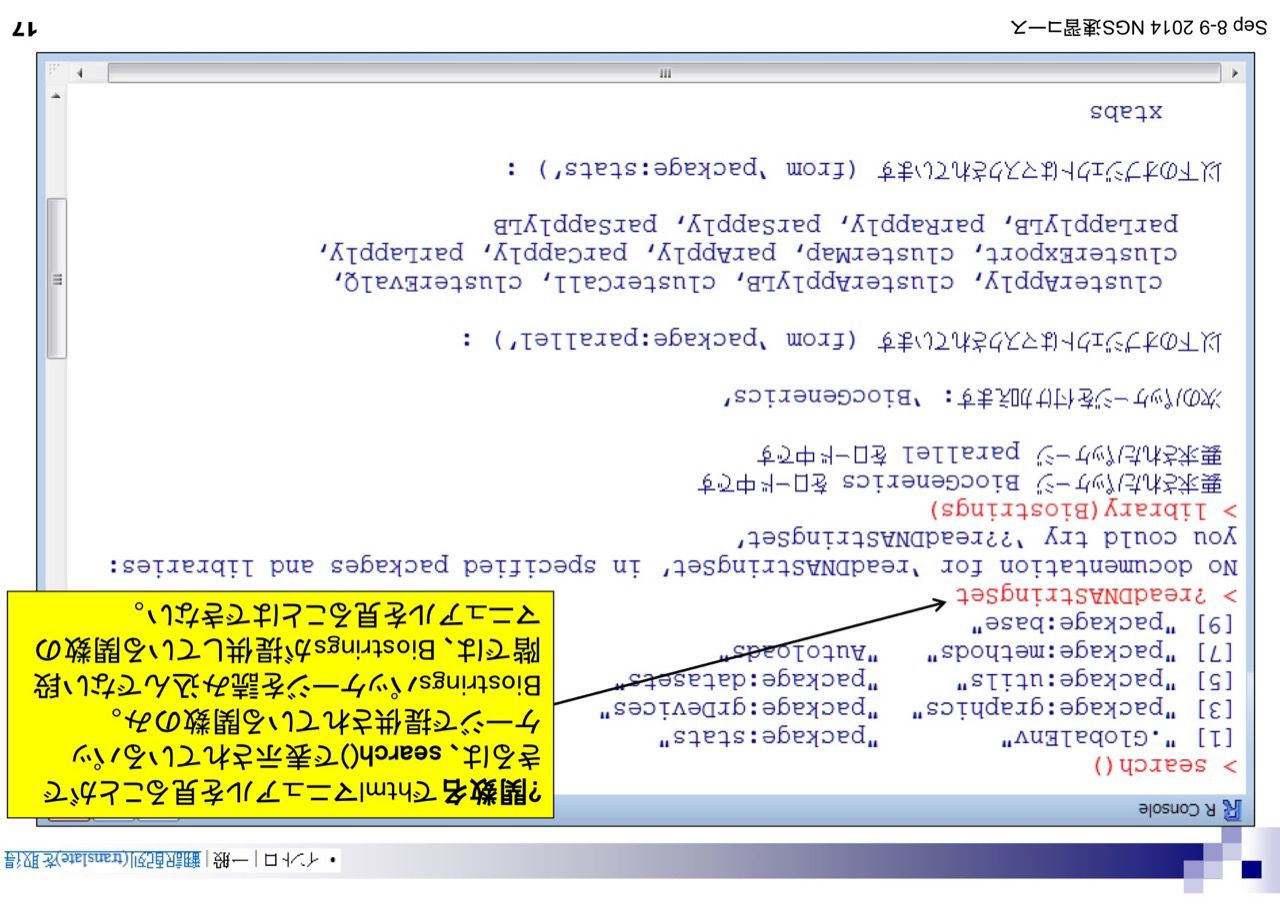 • イントロ | 一般 | 翻訳配列(translate)を取得
R Console
> search()
[1] ".GlobalEnv" "package:stats"
[3] "package:graphics" "package:grDevices"
[5] "package:utils" "package:datasets"
[7] "package:methods" "Autoloads"
[9] "package:base"
> ?readDNAStringSet
No documentation for ‘readDNAStringSet’ in specified packages and libraries:
you could try ‘??readDNAStringSet’
> library(Biostrings)
要求されたパッケージ BiocGenerics をロード中です
要求されたパッケージ parallel をロード中です
次のパッケージを付け加えます: ‘BiocGenerics’
以下のオブジェクトはマスクされています (from ‘package:parallel’) :
clusterApply, clusterApplyLB, clusterCall, clusterEvalQ,
clusterExport, clusterMap, parApply, parCapply, parLapply,
parLapplyLB, parRapply, parSapply, parSapplyLB
以下のオブジェクトはマスクされています (from ‘package:stats’) :
xtabs
?関数名でhtmlマニュアルを見ることがで
きるは、search()で表示されているパッ
ケージで提供されている関数のみ。
Biostringsパッケージを読み込んでない段
階では、Biostringsが提供している関数の
マニュアルを見ることはできない。
Sep 8-9 2014 NGS速習コース
17